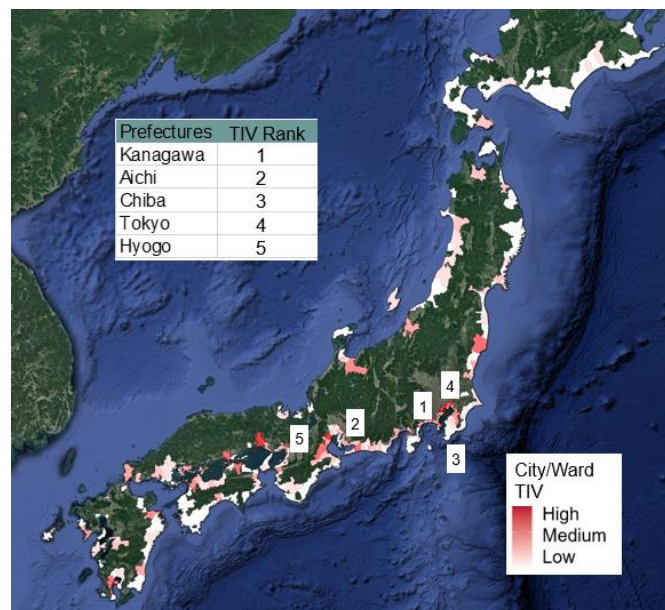 Prefectures TIV Rank
Kanagawa 1
Aichi 2
Chiba 3
Tokyo 4
Hyogo 5
4
1
2
5
3
City/Ward
TIV
High
Medium
Low